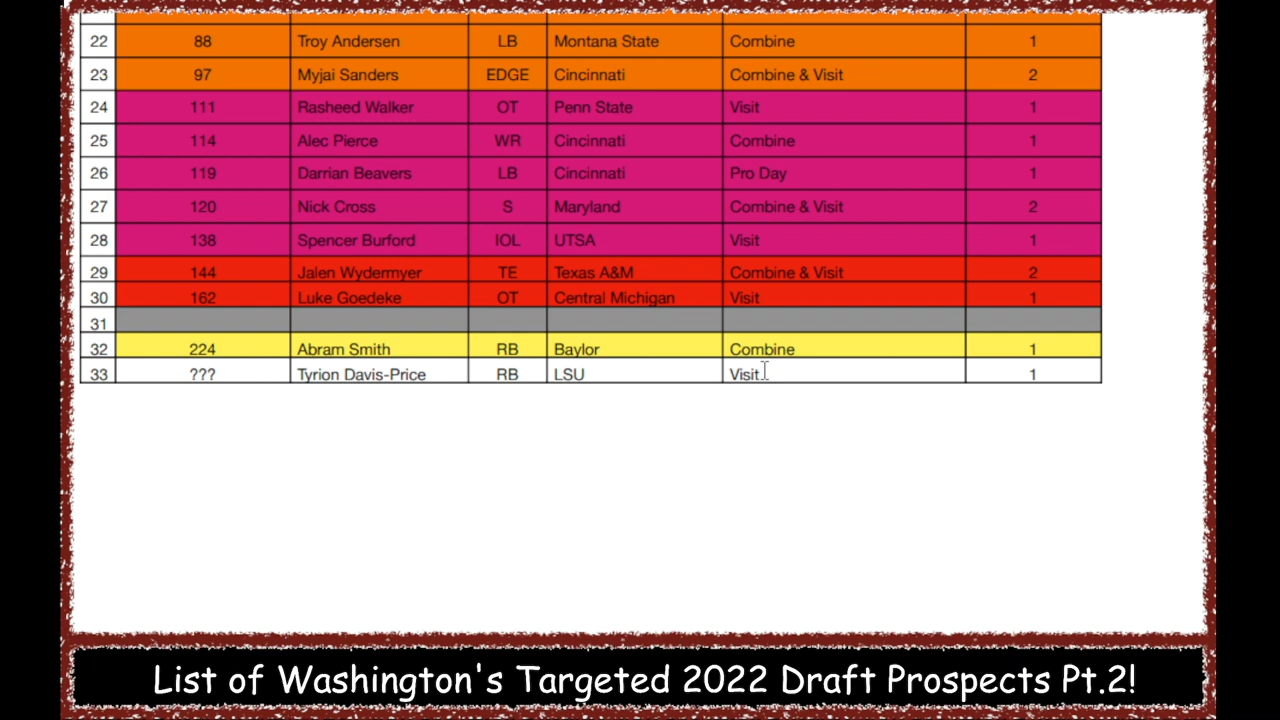 22 88 Troy Andersen LB Montana State Combine 1
23 97 Myjai Sanders EDGE Cincinnati Combine & Visit 2
24 111 Rasheed Walker OT Penn State Visit 1
25 114 Alec Pierce WR Cincinnati Combine 1
26 119 Darrian Beavers LB Cincinnati Pro Day 1
27 120 Nick Cross S Maryland Combine & Visit 2
28 138 Spencer Burford IOL UTSA Visit 1
29 144 Jalen Wydermyer TE Texas A&M Combine & Visit 2
30 162 Luke Goedeke OT Central Michigan Visit 1
31
32 224 Abram Smith RB Baylor Combine 1
33 ??? Tyrion Davis-Price RB LSU Visit 1
List of Washington's Targeted 2022 Draft Prospects Pt.2!